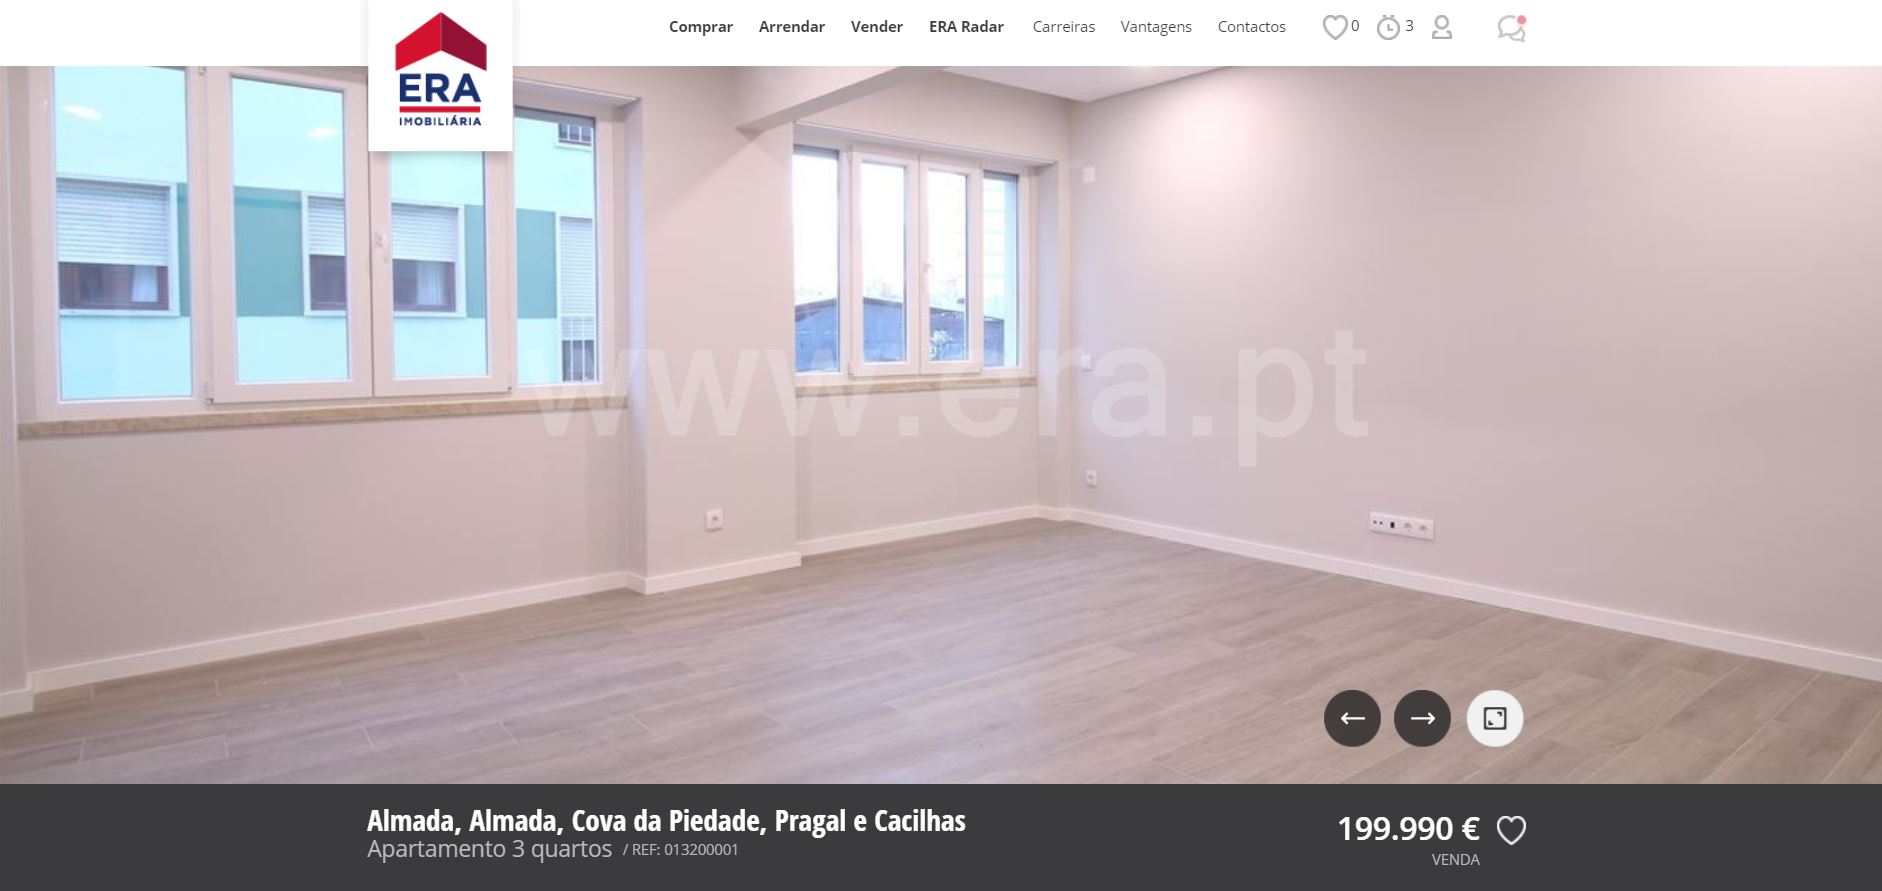 Comprar Arrendar Vender ERA Radar Carreiras Vantagens Contactos 0 3
ERA
IMOBILIÁRIA
www.era.pt
Almada, Almada, Cova da Piedade, Pragal e Cacilhas
199.990 €
Apartamento 3 quartos / REF: 013200001
VENDA